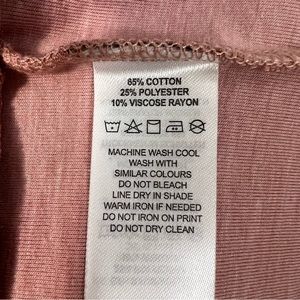 65% COTTON
25% POLYESTER
10% VISCOSE RAYON
MACHINE WASH COOL
WASH WITH
SIMILAR COLOURS
DO NOT BLEACH
LINE DRY IN SHADE
WARM IRON IF NEEDED
DO NOT IRON ON PRINT
DO NOT DRY CLEAN